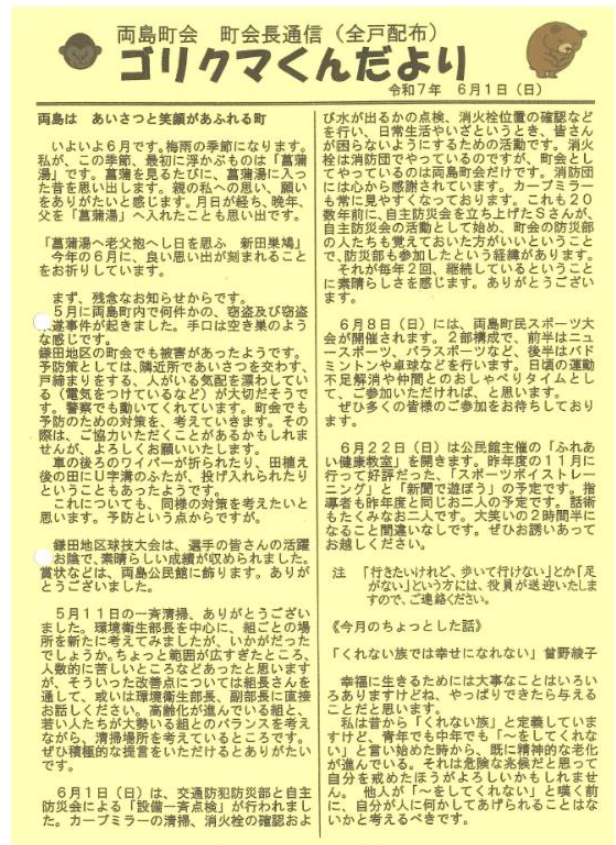 両島町会 町会長通信（全戸配布）
ゴリクマくんだより
令和7年 6月1日（日）
両島は あいさつと笑顔があふれる町
いよいよ6月です。梅雨の季節になります。
私が、この季節、最初に浮かぶものは「菖蒲
湯」です。菖蒲を見るたびに、菖蒲湯に入っ
た昔を思い出します。親の私への思い、願い
をありがたいと感じます。月日が経ち、晩年、
父を「菖蒲湯」へ入れたことも思い出です。
「菖蒲湯へ老父抱へし日を思ふ 新田巣鳩」
今年の6月に、良い思い出が刻まれること
をお祈りしています。
まず、残念なお知らせからです。
5月に両島町内で何件かの、窃盗及び窃盗
遂事件が起きました。手口は空き巣のよう
な感じです。
鎌田地区の町会でも被害があったようです。
予防策としては、隣近所であいさつを交わす、
戸締まりをする、人がいる気配を漂わしてい
る（電気をつけているなど）が大切だそうで
す。警察でも動いてくれています。町会でも
予防のための対策を、考えていきます。その
際は、ご協力いただくことがあるかもしれま
せんが、よろしくお願いいたします。
車の後ろのワイパーが折られたり、田植え
後の田にU字溝のふたが、投げ入れられたり
ということもあったようです。
これについても、同様の対策を考えたいと
思います。予防という点からですが。
鎌田地区球技大会は、選手の皆さんの活躍
お陰で、素晴らしい成績が収められました。
賞状などは、両島公民館に飾ります。ありが
とうございました。
5月11日の一斉清掃、ありがとうござい
ました。環境衛生部長を中心に、組ごとの場
所を新たに考えてみましたが、いかがだった
でしょうか。ちょっと範囲が広すぎたところ、
人数的に苦しいところなどあったと思います
が、そういった改善点については組長さんを
通して、或いは環境衛生部長、副部長に直接
お話しください。高齢化が進んでいる組と、
若い人たちが大勢いる組とのバランスを考え
ながら、清掃場所を考えているところです。
ぜひ積極的な提言をいただけるとありがたい
です。
6月1日（日）は、交通防犯防災部と自主
防災会による「設備一斉点検」が行われまし
た。カーブミラーの清掃、消火栓の確認およ
び水が出るかの点検、消火栓位置の確認など
を行い、日常生活やいざというとき、皆さん
が困らないようにするための活動です。消火
栓は消防団でやっているのですが、町会とし
てやっているのは両島町会だけです。消防団
には心から感謝されています。カーブミラー
も常に見やすくなっております。これも20
数年前に、自主防災会を立ち上げたSさんが、
自主防災会の活動として始め、町会の防災部
の人たちも覚えておいた方がいいということ
で、防災部も参加したという経緯があります。
それが毎年2回、継続しているということ
に素晴らしさを感じます。ありがとうござい
ます。
6月8日（日）には、両島町民スポーツ大
会が開催されます。2部構成で、前半はニュ
ースポーツ、パラスポーツなど、後半はバド
ミントンや卓球などを行います。日頃の運動
不足解消や仲間とのおしゃべりタイムとし
て、ご参加いただければ、と思います。
ぜひ多くの皆様のご参加をお待ちしており
ます。
6月22日（日）は公民館主催の「ふれあ
い健康教室」を開きます。昨年度の11月に
行って好評だった、「スポーツボイストレー
ニング」と「新聞で遊ぼう」の予定です。指
導者も昨年度と同じお二人の予定です。話術
もたくみなお二人です。大笑いの2時間半に
なること間違いなしです。ぜひお誘いあって
お越しください。
注 「行きたいけれど、歩いて行けない」とか「足
がない」という方には、役員が送迎いたしま
すので、ご連絡ください。
《今月のちょっとした話》
「くれない族では幸せになれない」曽野綾子
幸福に生きるためには大事なことはいろい
ろありますけどね、やっぱりできたら与える
ことだと思います。
私は昔から「くれない族」と定義していま
すけど、青年でも中年でも「～をしてくれな
い」と言い始めた時から、既に精神的な老化
が進んでいる。それは危険な兆候だと思って
自分を戒めたほうがよろしいかもしれませ
ん。 他人が「～をしてくれない」と嘆く前
に、自分が人に何かしてあげられることはな
いかと考えるべきです。